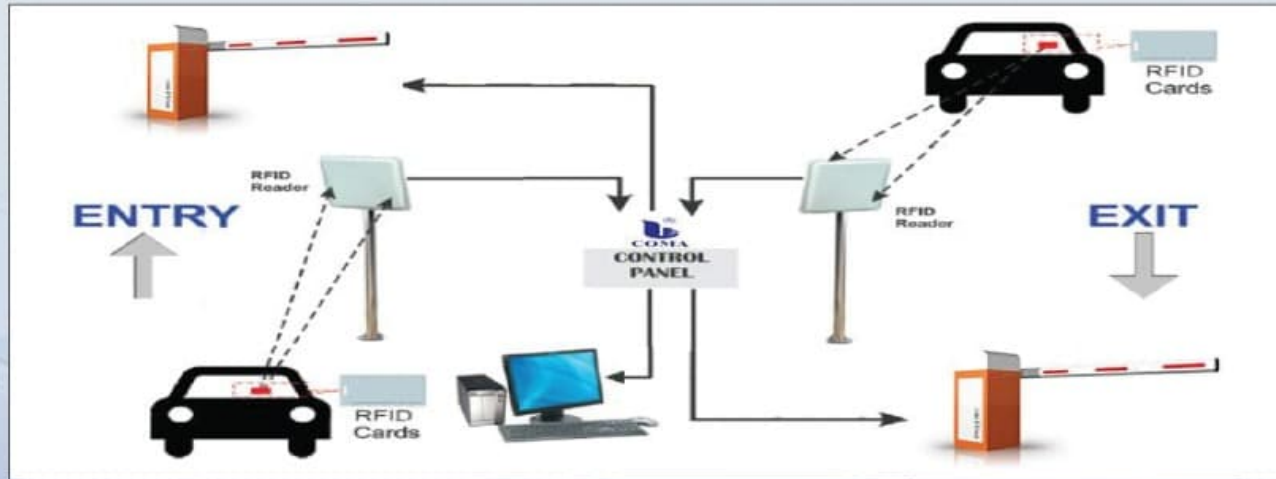 RFID
Cards
RFID
Reader
ENTRY
RFID
Reader
EXIT
COMA
CONTROL
PANEL
RFID
Cards